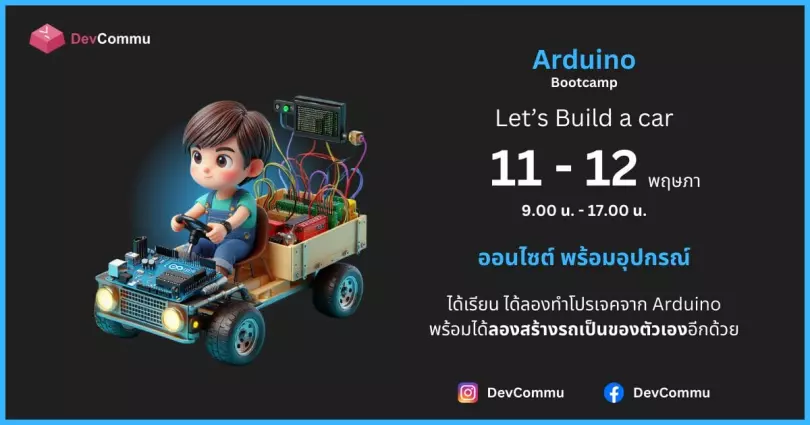 DevCommu
Arduino
Bootcamp
Let’s Build a car
11 - 12 พฤษภา
9.00 น. - 17.00 น.
ออนไซต์ พร้อมอุปกรณ์
ได้เรียน ได้ลองทำโปรเจคจาก Arduino
พร้อมได้ลองสร้างรถเป็นของตัวเองอีกด้วย
DevCommu DevCommu